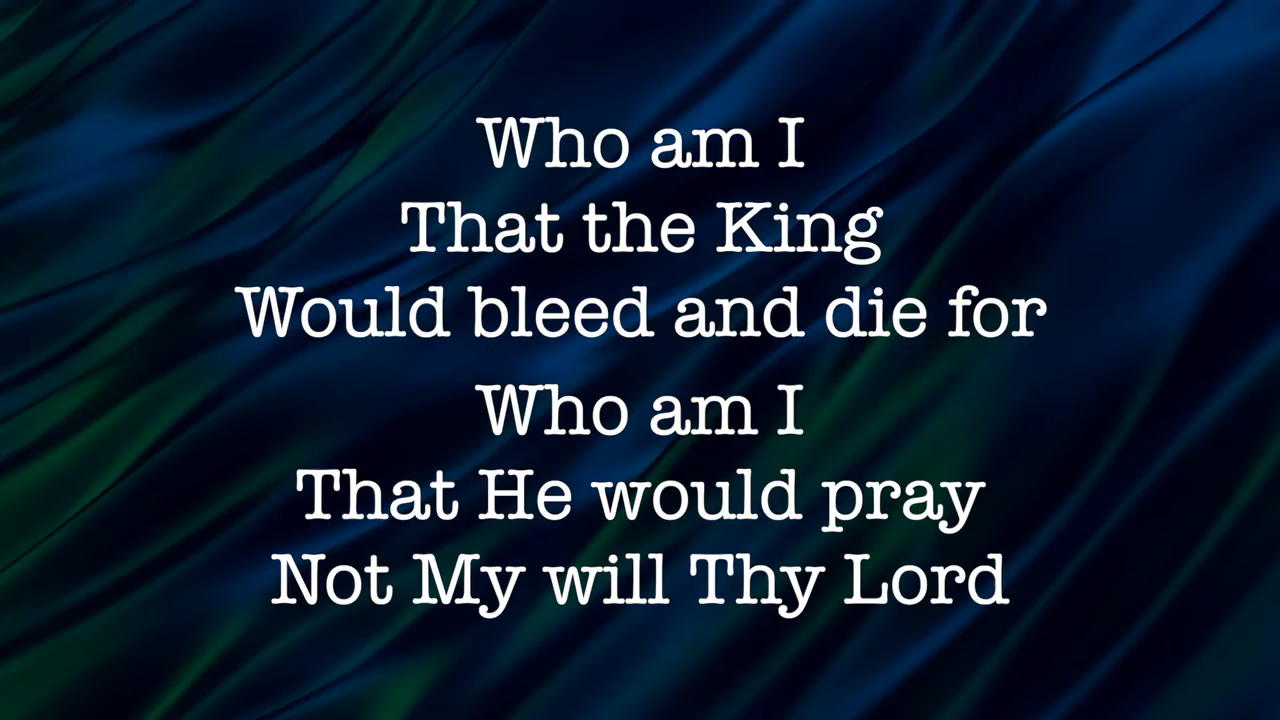 Who am I
That the King
Would bleed and die for
Who am I
That He would pray
Not My will Thy Lord